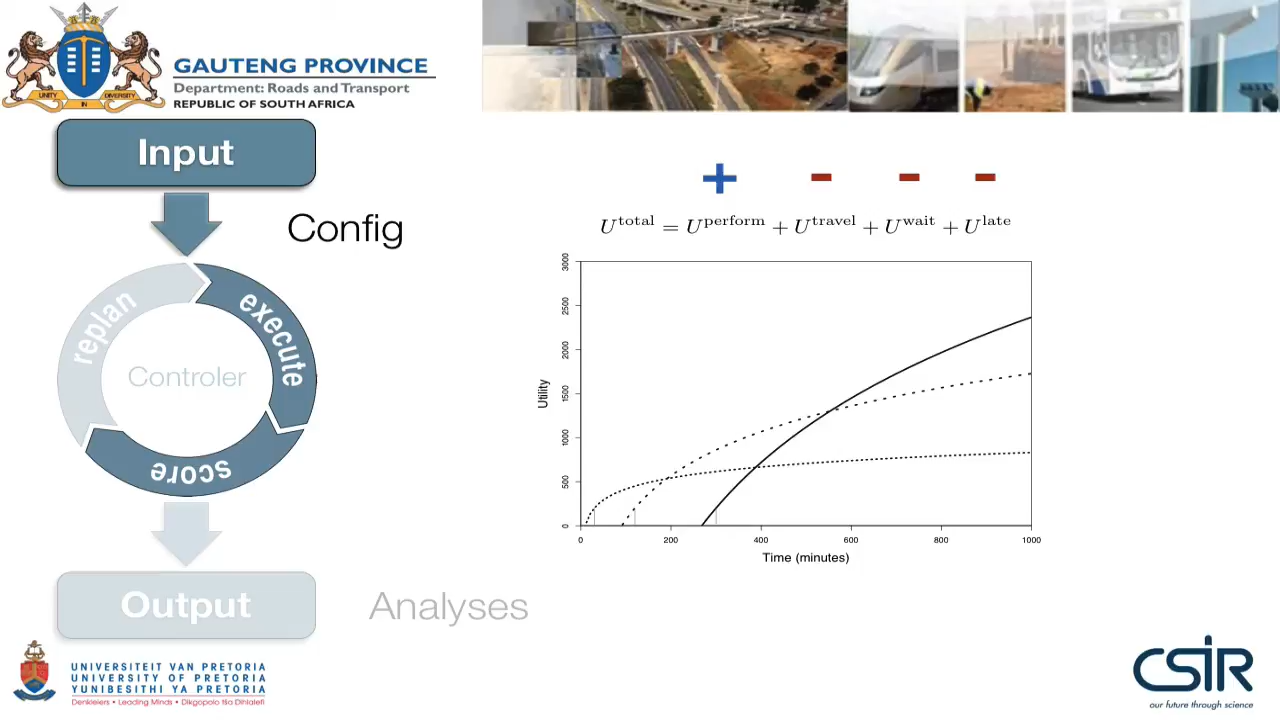 GAUTENG PROVINCE
Department: Roads and Transport
REPUBLIC OF SOUTH AFRICA
UNITY IN DIVERSITY
Input
Config
replan
execute
score
Controler
Output
Analyses
+ - - -
U^total = U^perform + U^travel + U^wait + U^late
Utility
3000
2500
2000
1500
1000
500
0
0 200 400 600 800 1000
Time (minutes)
UNIVERSITEIT VAN PRETORIA
UNIVERSITY OF PRETORIA
YUNIBESITHI YA PRETORIA
Denkleiers • Leading Minds • Dikgopolo tša Dihlalefi
CSIR
our future through science